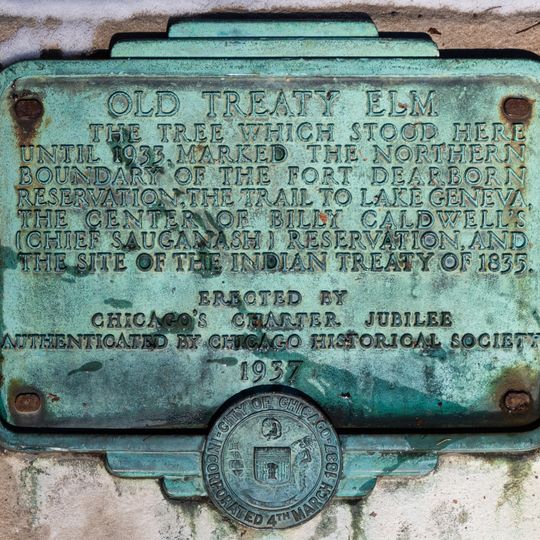 OLD TREATY ELM
THE TREE WHICH STOOD HERE
UNTIL 1933, MARKED THE NORTHERN
BOUNDARY OF THE FORT DEARBORN
RESERVATION, THE TRAIL TO LAKE GENEVA,
THE CENTER OF BILLY CALDWELL'S
(CHIEF SAUGANASH) RESERVATION, AND
THE SITE OF THE INDIAN TREATY OF 1835.
ERECTED BY
CHICAGO'S CHARTER JUBILEE
AUTHENTICATED BY CHICAGO HISTORICAL SOCIETY
1937
CITY OF CHICAGO
INCORPORATED 4TH MARCH 1837